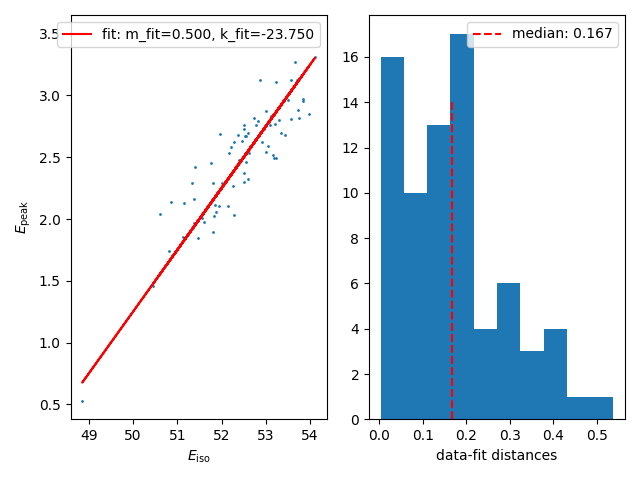 fit: m_fit=0.500, k_fit=-23.750
3.5
3.0
2.5
2.0
1.5
1.0
0.5
E_peak
49 50 51 52 53 54
E_iso
median: 0.167
16
14
12
10
8
6
4
2
0
0.0 0.1 0.2 0.3 0.4 0.5
data-fit distances